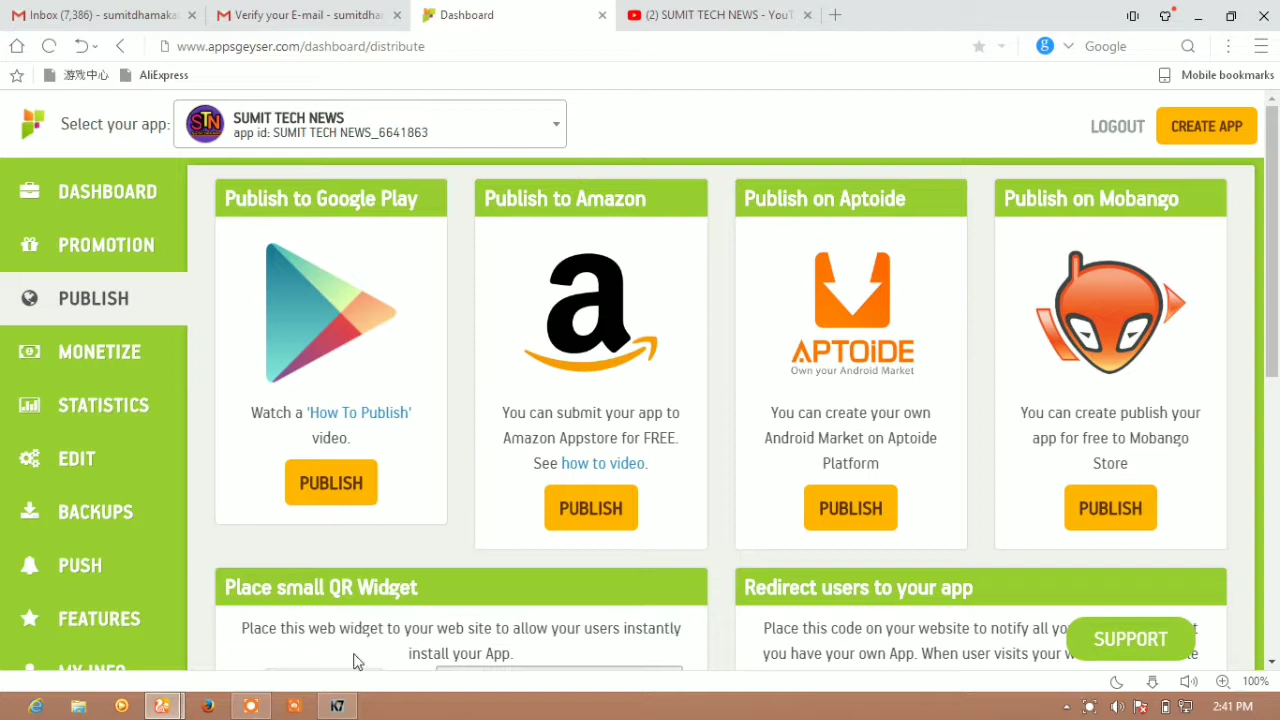 Inbox (7,386) - sumitdhamaka
Verify your E-mail - sumitdha
Dashboard
(2) SUMIT TECH NEWS - YouT
www.appsgeyser.com/dashboard/distribute
g
Google
游戏中心
AliExpress
Mobile bookmarks
Select your app:
STN
SUMIT TECH NEWS
app id: SUMIT TECH NEWS_6641863
LOGOUT
CREATE APP
DASHBOARD
PROMOTION
PUBLISH
MONETIZE
STATISTICS
EDIT
BACKUPS
PUSH
FEATURES
MY INFO
Publish to Google Play
Watch a 'How To Publish'
video.
PUBLISH
Publish to Amazon
a
You can submit your app to
Amazon Appstore for FREE.
See how to video.
PUBLISH
Publish on Aptoide
APTOiDE
Own your Android Market
You can create your own
Android Market on Aptoide
Platform
PUBLISH
Publish on Mobango
You can create publish your
app for free to Mobango
Store
PUBLISH
Place small QR Widget
Place this web widget to your web site to allow your users instantly
install your App.
Redirect users to your app
Place this code on your website to notify all yo
you have your own App. When user visits your
SUPPORT
100%
K7
2:41 PM